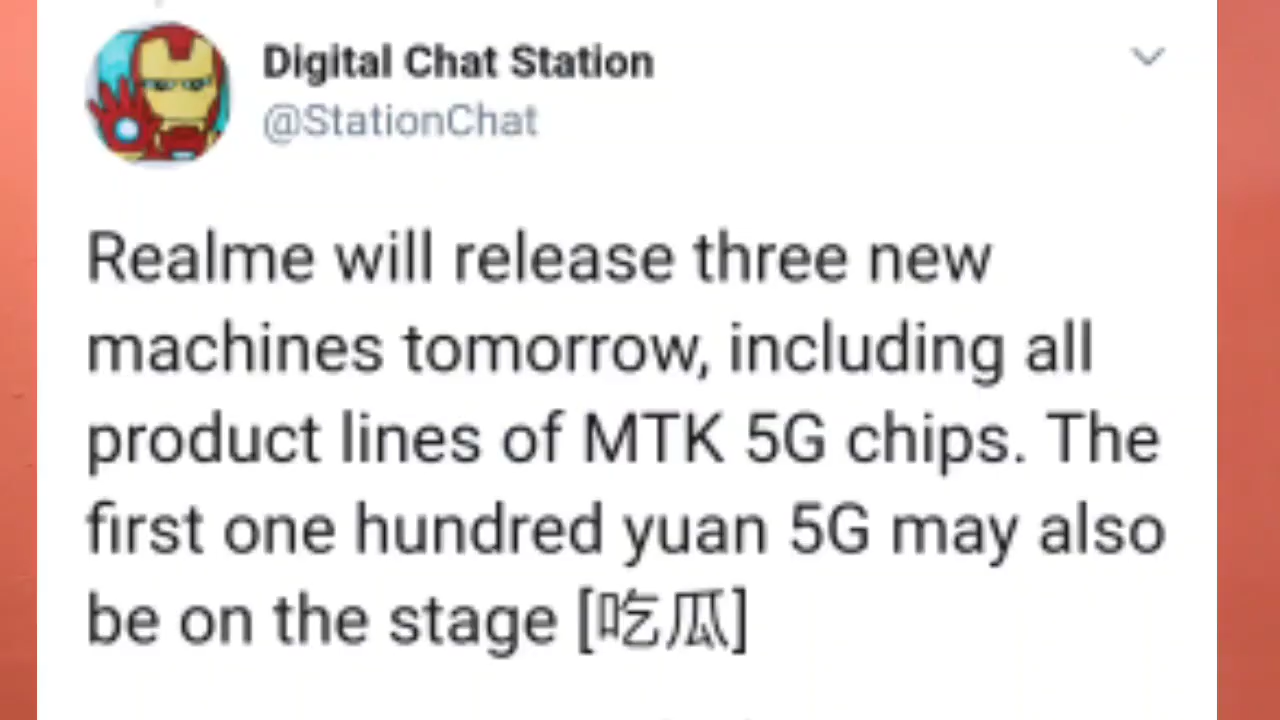 Digital Chat Station
@StationChat
Realme will release three new
machines tomorrow, including all
product lines of MTK 5G chips. The
first one hundred yuan 5G may also
be on the stage [吃瓜]